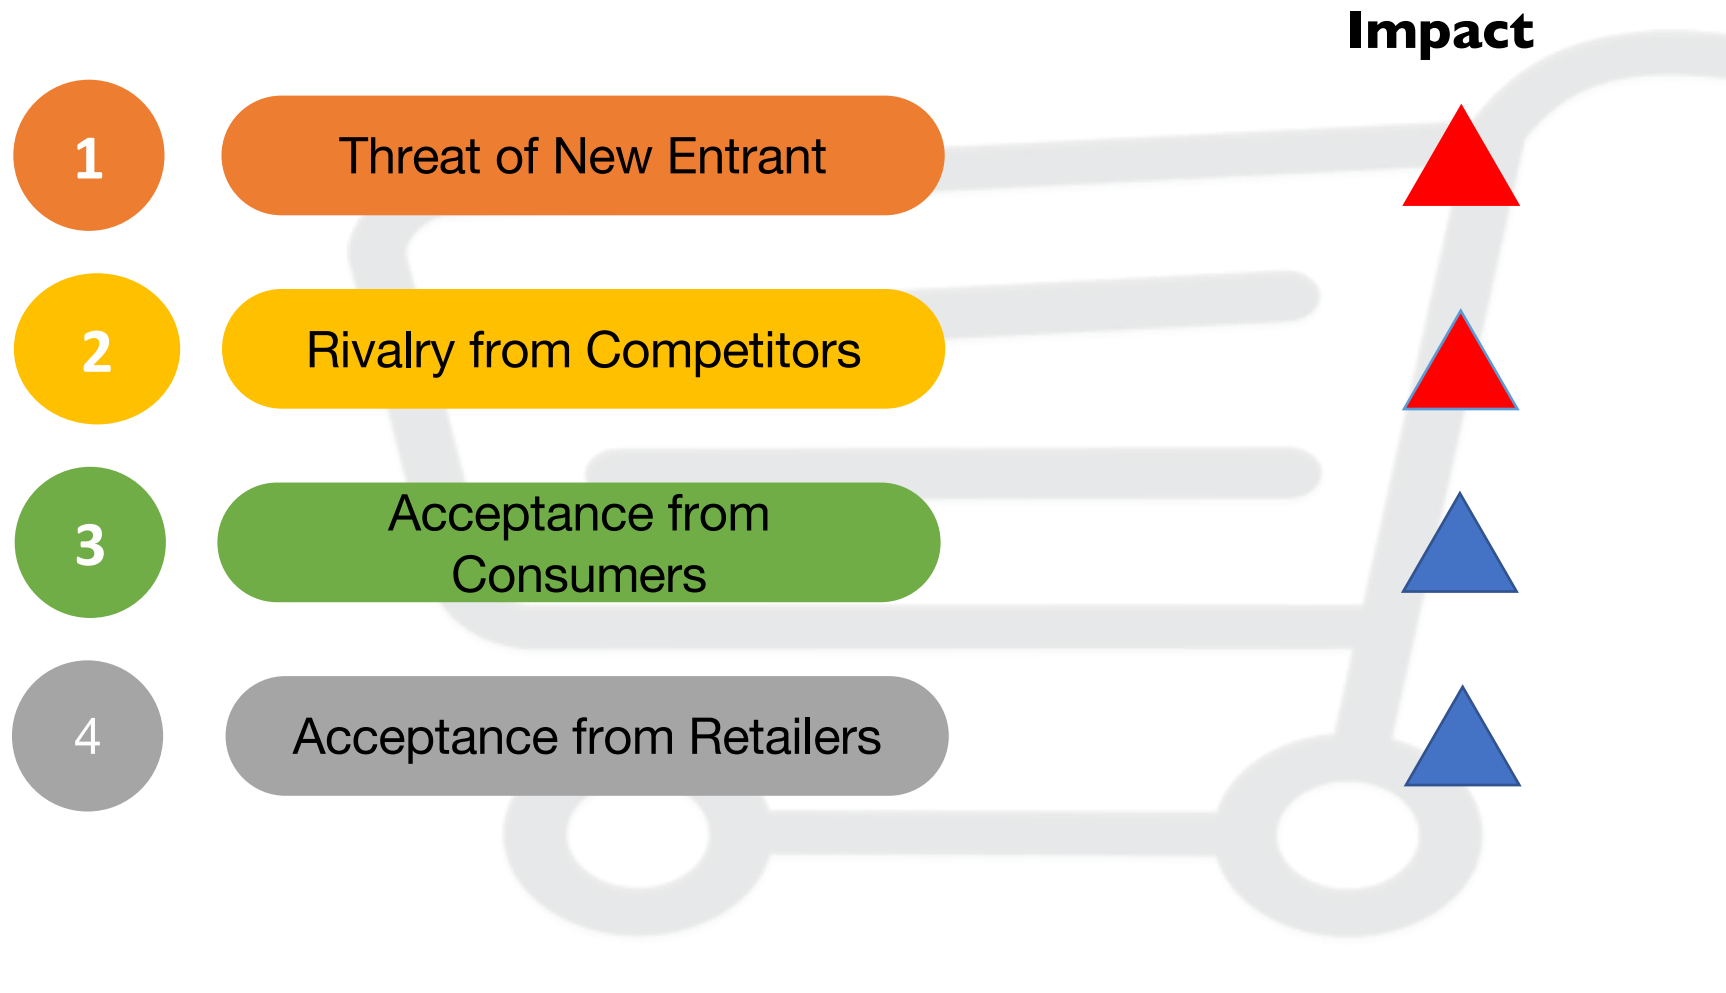 Impact
1
Threat of New Entrant
2
Rivalry from Competitors
3
Acceptance from
Consumers
4
Acceptance from Retailers